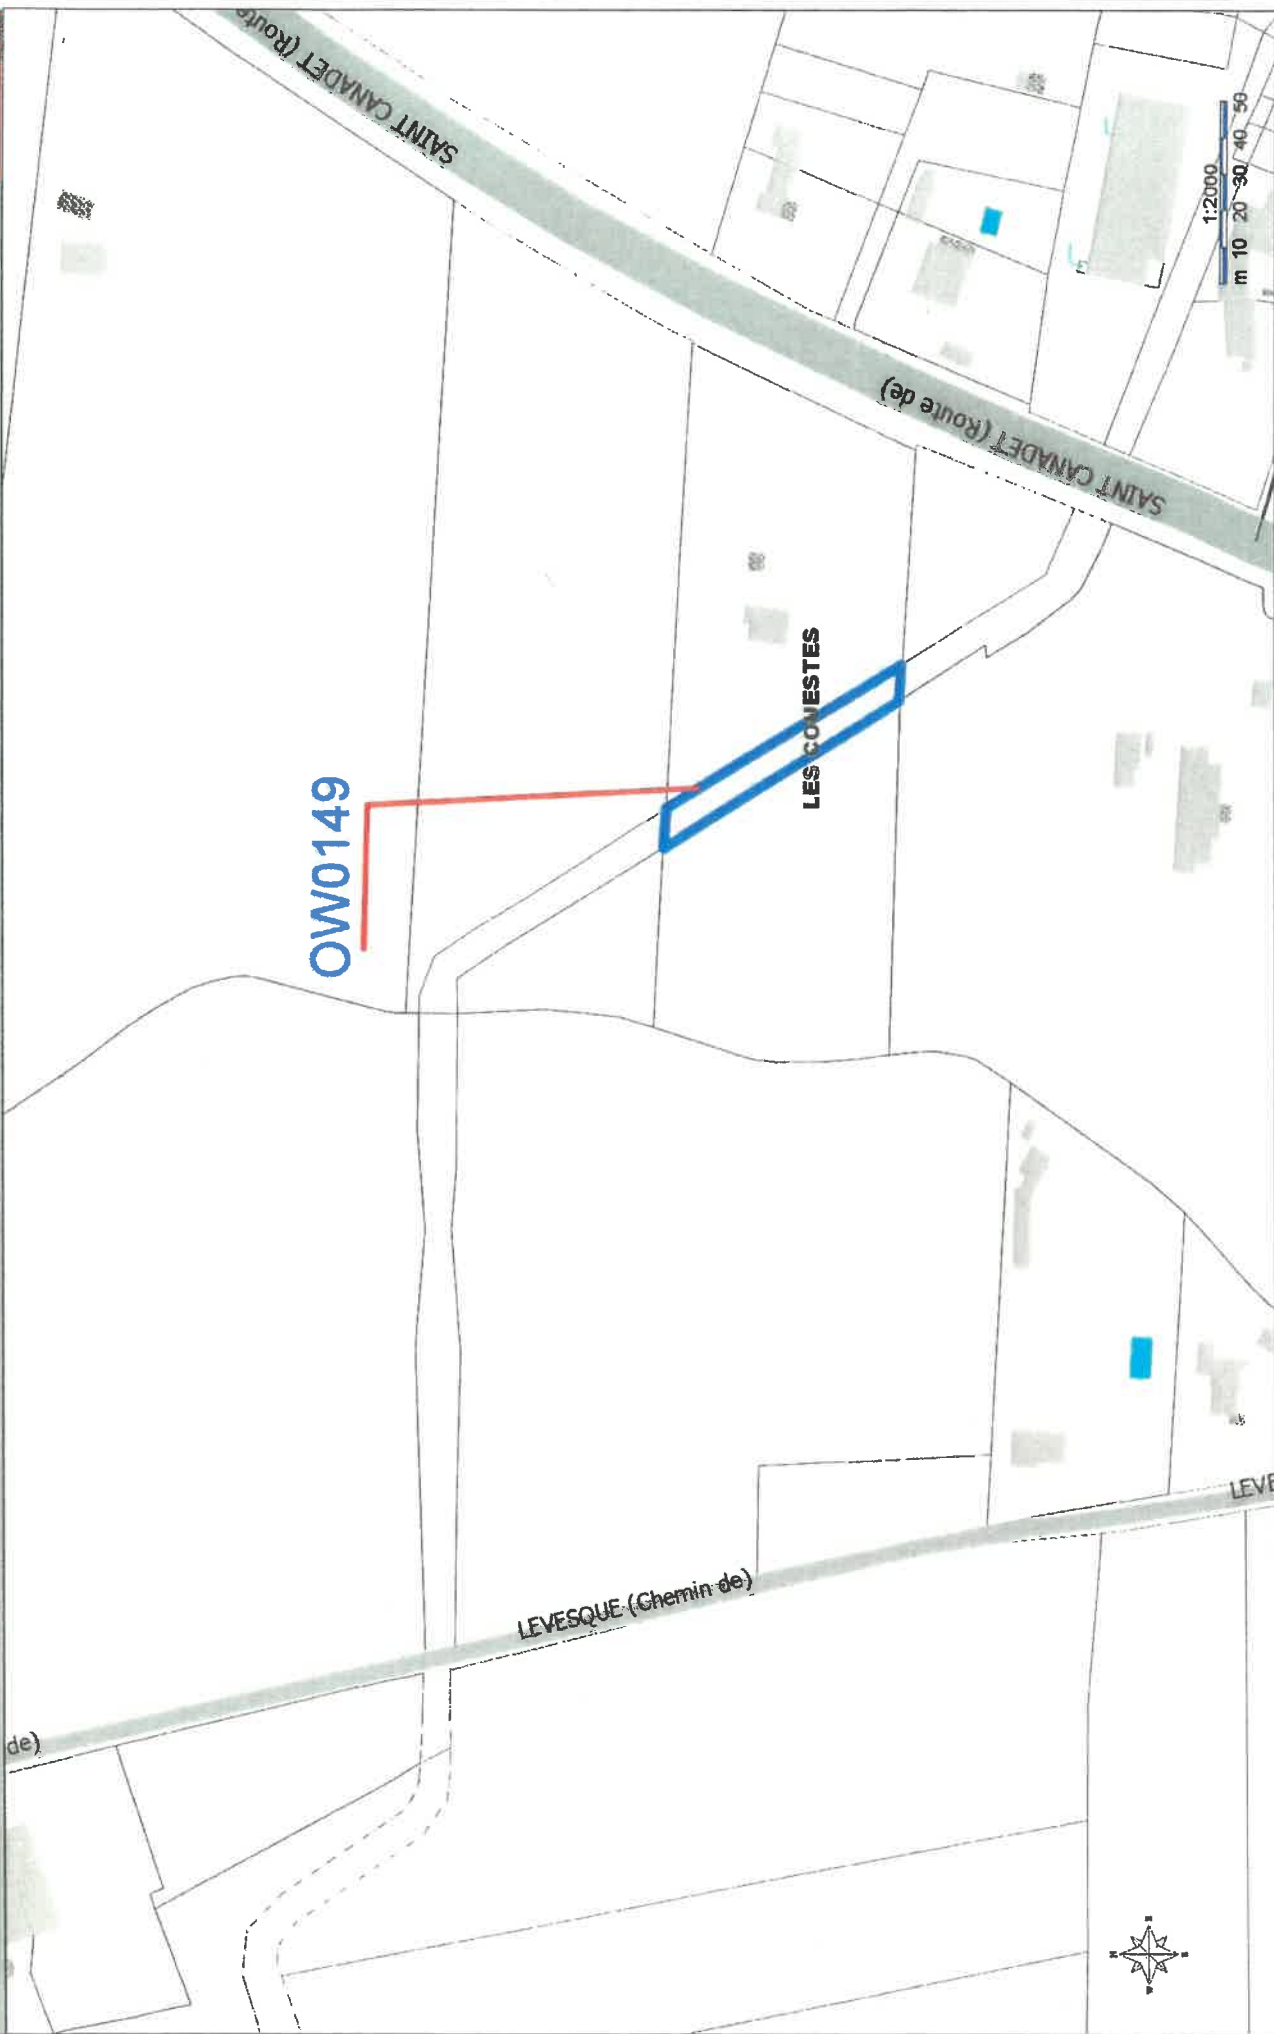 SAINT CANADET (Route
OW0149
SAINT CANADET (Route de)
1:2000
m 10 20 30 40 50
LES COUESTES
LEVESQUE (Chemin de)
LEVE
de)